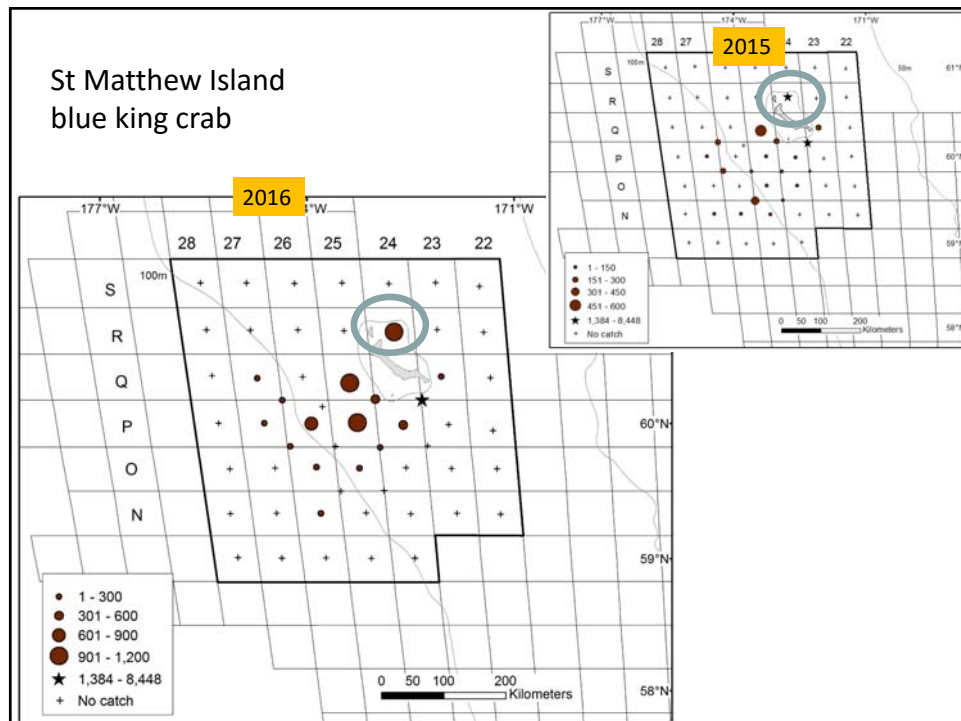 St Matthew Island
blue king crab
2015
177°W 174°W 171°W
28 27 4 23 22
100m
50m
S
R
Q
P
O
N
61°N
60°N
59°N
58°N
1 - 150
151 - 300
301 - 450
451 - 600
1,384 - 8,448
No catch
0 50 100 200
Kilometers
2016
177°W 4°W 171°W
28 27 26 25 24 23 22
100m
S
R
Q
P
O
N
60°N
59°N
58°N
1 - 300
301 - 600
601 - 900
901 - 1,200
1,384 - 8,448
No catch
0 50 100 200
Kilometers